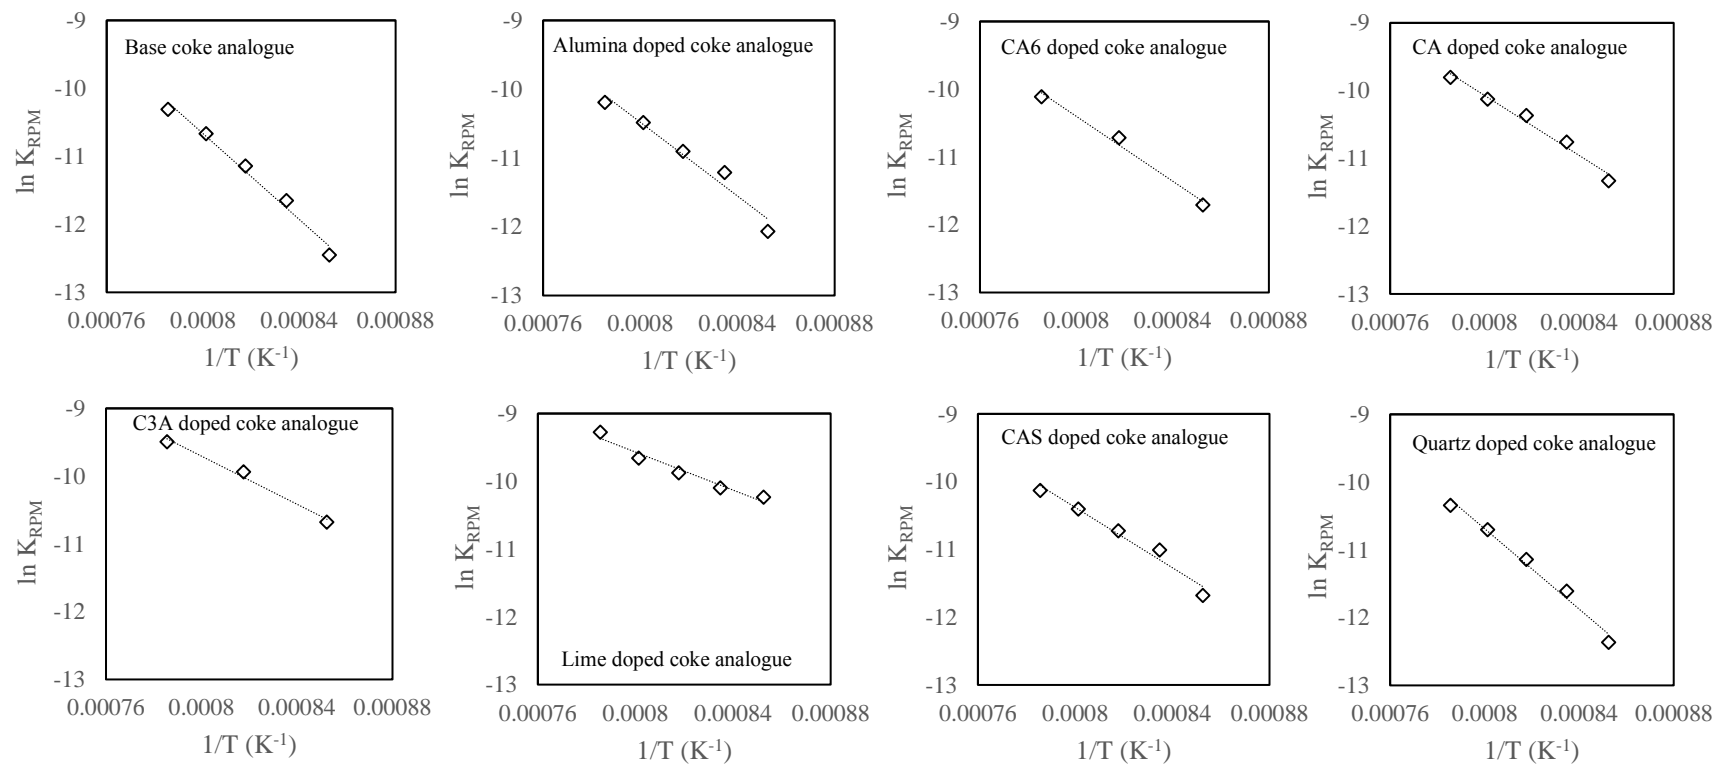 Base coke analogue
-9
-10
-11
-12
-13
ln K_RPM
0.00076 0.0008 0.00084 0.00088
1/T (K⁻¹)
Alumina doped coke analogue
-9
-10
-11
-12
-13
ln K_RPM
0.00076 0.0008 0.00084 0.00088
1/T (K⁻¹)
CA6 doped coke analogue
-9
-10
-11
-12
-13
ln K_RPM
0.00076 0.0008 0.00084 0.00088
1/T (K⁻¹)
CA doped coke analogue
-9
-10
-11
-12
-13
ln K_RPM
0.00076 0.0008 0.00084 0.00088
1/T (K⁻¹)
C3A doped coke analogue
-9
-10
-11
-12
-13
ln K_RPM
0.00076 0.0008 0.00084 0.00088
1/T (K⁻¹)
-9
-10
-11
-12
-13
ln K_RPM
Lime doped coke analogue
0.00076 0.0008 0.00084 0.00088
1/T (K⁻¹)
CAS doped coke analogue
-9
-10
-11
-12
-13
ln K_RPM
0.00076 0.0008 0.00084 0.00088
1/T (K⁻¹)
Quartz doped coke analogue
-9
-10
-11
-12
-13
ln K_RPM
0.00076 0.0008 0.00084 0.00088
1/T (K⁻¹)